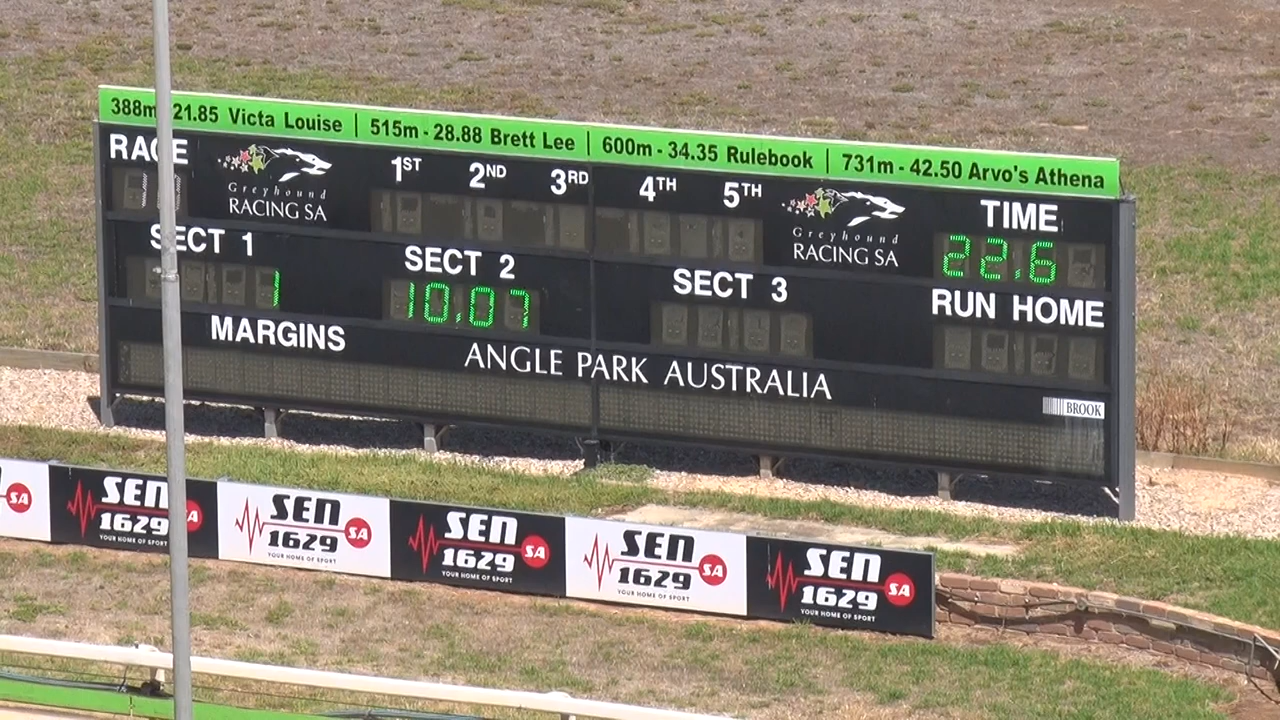 388m 21.85 Victa Louise | 515m - 28.88 Brett Lee | 600m - 34.35 Rulebook | 731m - 42.50 Arvo's Athena
RACE
Greyhound
RACING SA
1ST 2ND 3RD 4TH 5TH
Greyhound
RACING SA
TIME
22.6
SECT 1
1
SECT 2
10.07
SECT 3
RUN HOME
MARGINS
ANGLE PARK AUSTRALIA
BROOK
SA
SEN
1629
SA
YOUR HOME OF SPORT
SEN
1629
SA
YOUR HOME OF SPORT
SEN
1629
SA
YOUR HOME OF SPORT
SEN
1629
SA
YOUR HOME OF SPORT
SEN
1629
SA
YOUR HOME OF SPORT